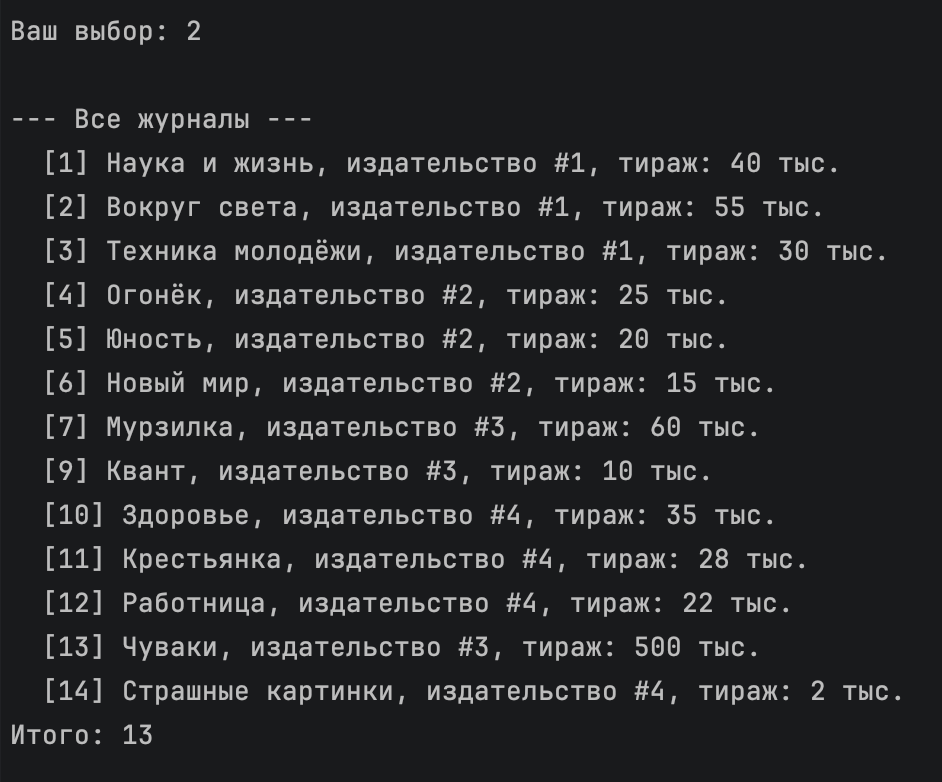 Ваш выбор: 2
--- Все журналы ---
[1] Наука и жизнь, издательство #1, тираж: 40 тыс.
[2] Вокруг света, издательство #1, тираж: 55 тыс.
[3] Техника молодёжи, издательство #1, тираж: 30 тыс.
[4] Огонёк, издательство #2, тираж: 25 тыс.
[5] Юность, издательство #2, тираж: 20 тыс.
[6] Новый мир, издательство #2, тираж: 15 тыс.
[7] Мурзилка, издательство #3, тираж: 60 тыс.
[9] Квант, издательство #3, тираж: 10 тыс.
[10] Здоровье, издательство #4, тираж: 35 тыс.
[11] Крестьянка, издательство #4, тираж: 28 тыс.
[12] Работница, издательство #4, тираж: 22 тыс.
[13] Чуваки, издательство #3, тираж: 500 тыс.
[14] Страшные картинки, издательство #4, тираж: 2 тыс.
Итого: 13